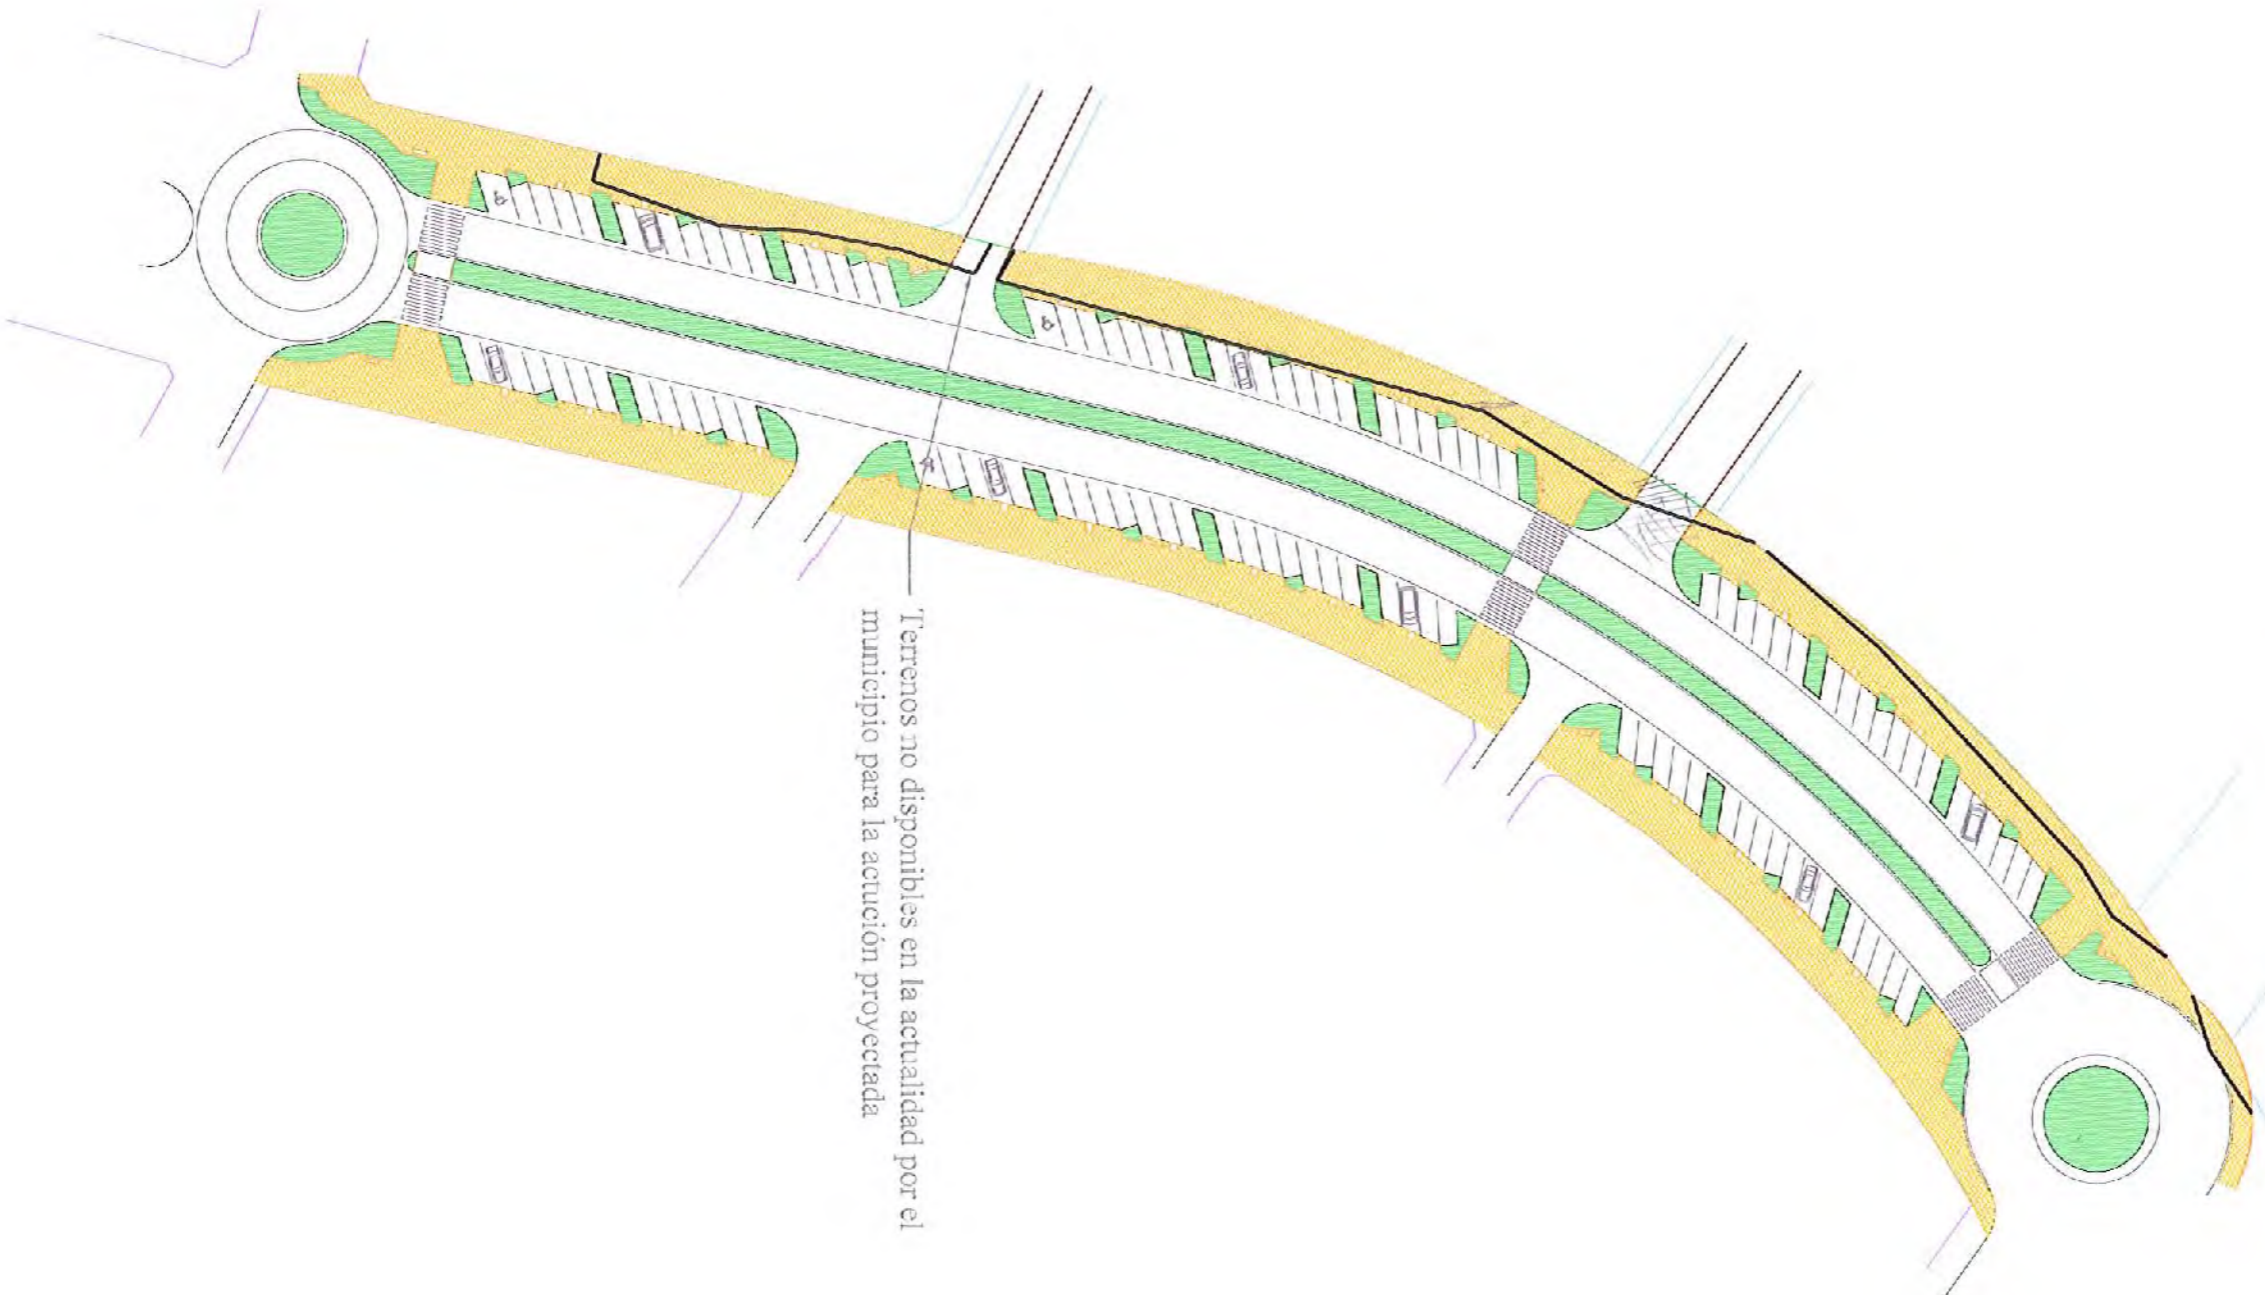 Terrenos no disponibles en la actualidad por el
municipio para la actución proyectada